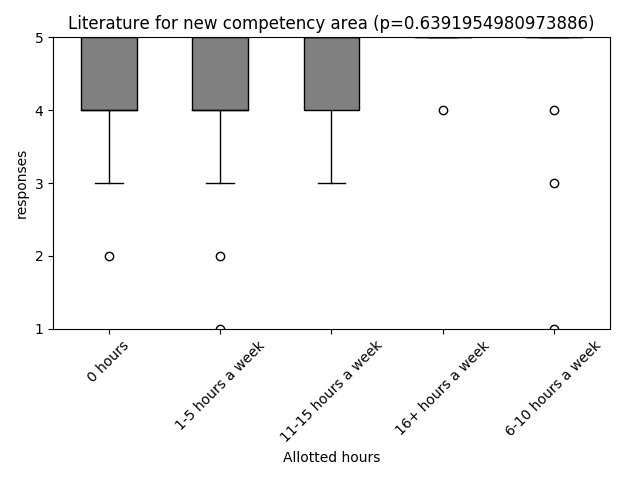 Literature for new competency area (p=0.6391954980973886)
5
4
3
2
1
responses
0 hours
1-5 hours a week
11-15 hours a week
16+ hours a week
6-10 hours a week
Allotted hours